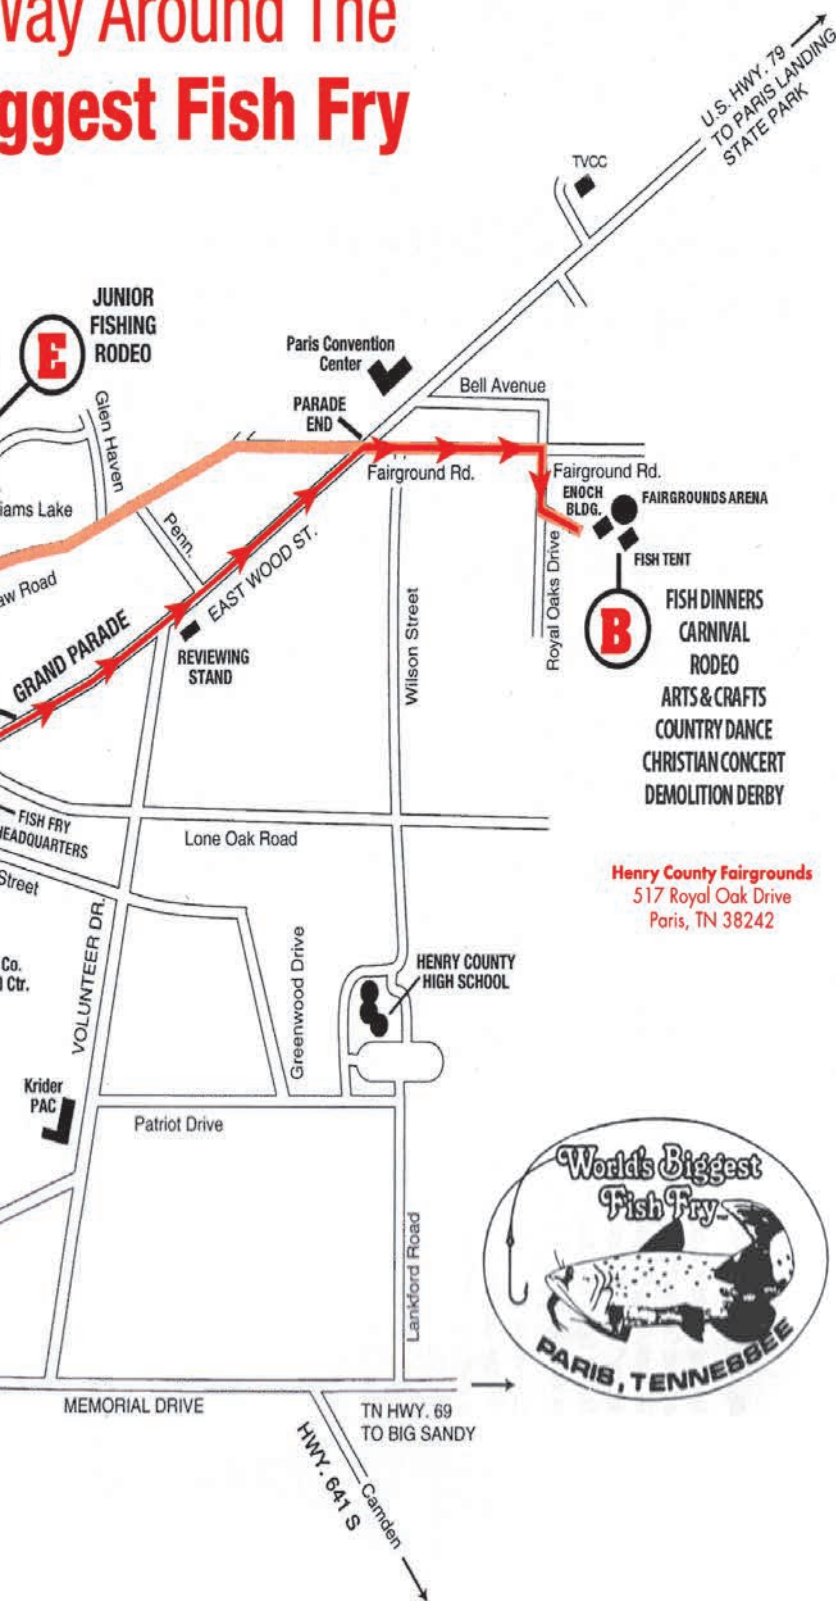 Way Around The
ggest Fish Fry
U.S. HWY. 79
TO PARIS LANDING
STATE PARK
TVCC
JUNIOR
FISHING
RODEO
E
Paris Convention
Center
Bell Avenue
PARADE
END
Glen Haven
Fairground Rd.
Fairground Rd.
ENOCH
BLDG.
FAIRGROUNDS ARENA
iams Lake
Penn.
FISH TENT
EAST WOOD ST.
Royal Oaks Drive
aw Road
B
FISH DINNERS
CARNIVAL
RODEO
ARTS & CRAFTS
COUNTRY DANCE
CHRISTIAN CONCERT
DEMOLITION DERBY
GRAND PARADE
REVIEWING
STAND
Wilson Street
FISH FRY
HEADQUARTERS
Lone Oak Road
Henry County Fairgrounds
517 Royal Oak Drive
Paris, TN 38242
Street
VOLUNTEER DR.
Co.
Ctr.
Greenwood Drive
HENRY COUNTY
HIGH SCHOOL
Krider
PAC
Patriot Drive
World's Biggest
Fish Fry
PARIS, TENNESSEE
Lankford Road
MEMORIAL DRIVE
TN HWY. 69
TO BIG SANDY
HWY. 641 S
Camden